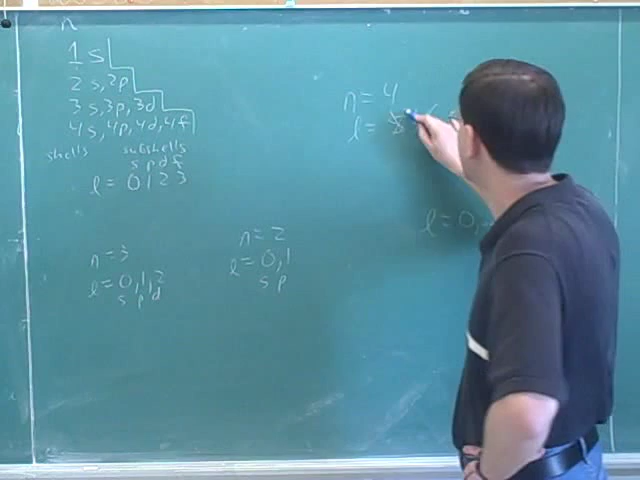 n
1 s
2 s, 2p
3 s, 3p, 3d
4 s, 4p, 4d, 4f
shells subshells
s p d f
l = 0 1 2 3
n = 3
l = 0, 1, 2
s p d
n = 2
l = 0, 1
s p
n = 4
l =
l = 0,